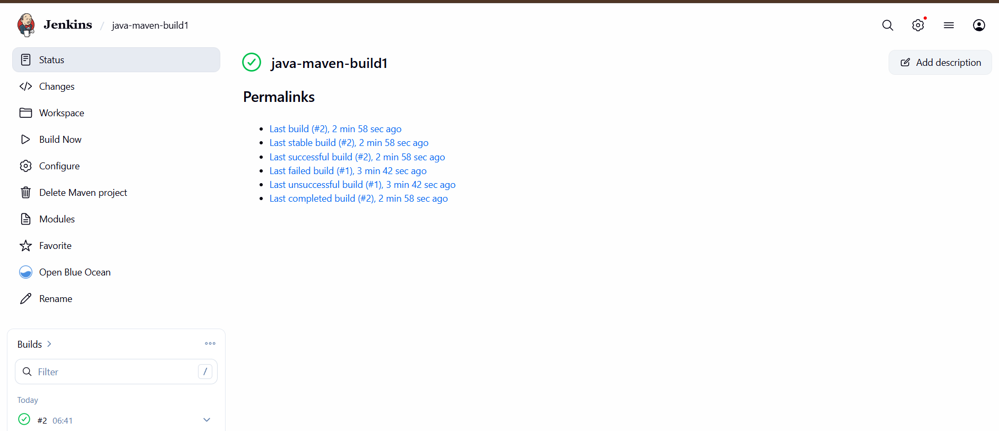 Jenkins / java-maven-build1
Status
Changes
Workspace
Build Now
Configure
Delete Maven project
Modules
Favorite
Open Blue Ocean
Rename
Builds
Filter /
Today
#2 06:41
java-maven-build1
Add description
Permalinks
Last build (#2), 2 min 58 sec ago
Last stable build (#2), 2 min 58 sec ago
Last successful build (#2), 2 min 58 sec ago
Last failed build (#1), 3 min 42 sec ago
Last unsuccessful build (#1), 3 min 42 sec ago
Last completed build (#2), 2 min 58 sec ago